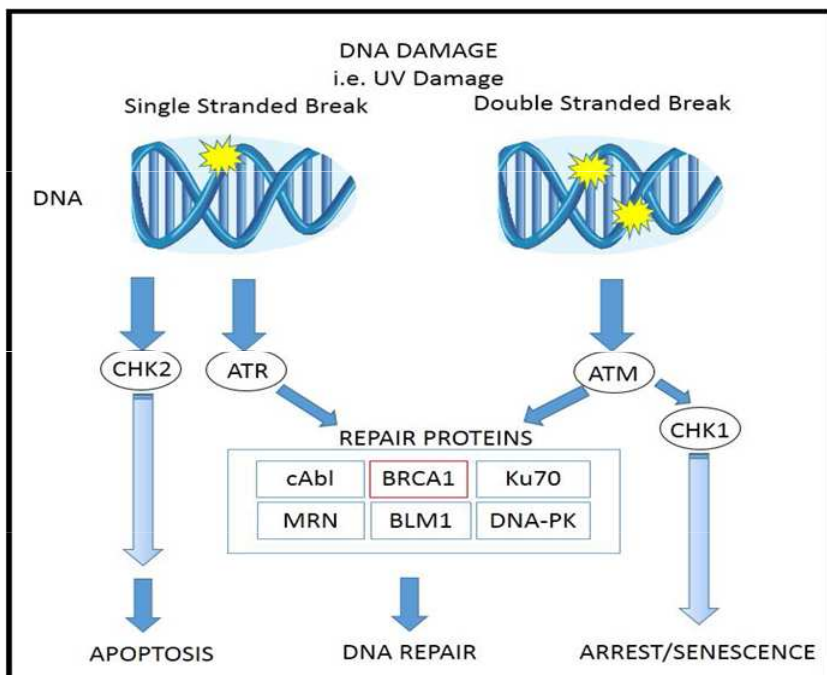 DNA DAMAGE
i.e. UV Damage
Single Stranded Break
Double Stranded Break
DNA
CHK2
ATR
ATM
CHK1
REPAIR PROTEINS
cAbl
BRCA1
Ku70
MRN
BLM1
DNA-PK
APOPTOSIS
DNA REPAIR
ARREST/SENESCENCE